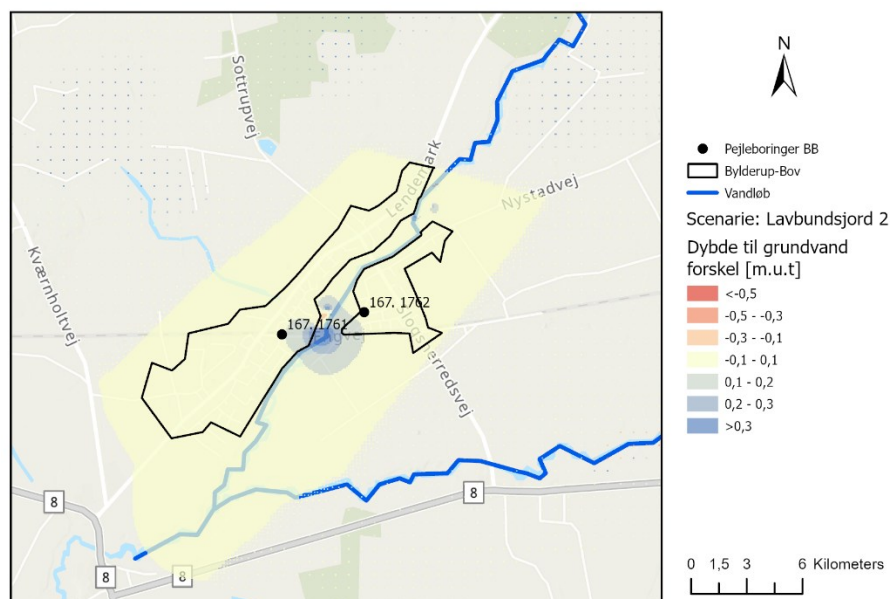 Sottrupvej
Lendemark
Nystadvej
Kværnholtvej
167. 1762
167. 1761
Slogsherredsvej
8
8
8
8
N
Pejleboringer BB
Bylderup-Bov
Vandløb
Scenarie: Lavbundsjord 2
Dybde til grundvand
forskel [m.u.t]
<-0,5
-0,5 - -0,3
-0,3 - -0,1
-0,1 - 0,1
0,1 - 0,2
0,2 - 0,3
>0,3
0 1,5 3 6 Kilometers